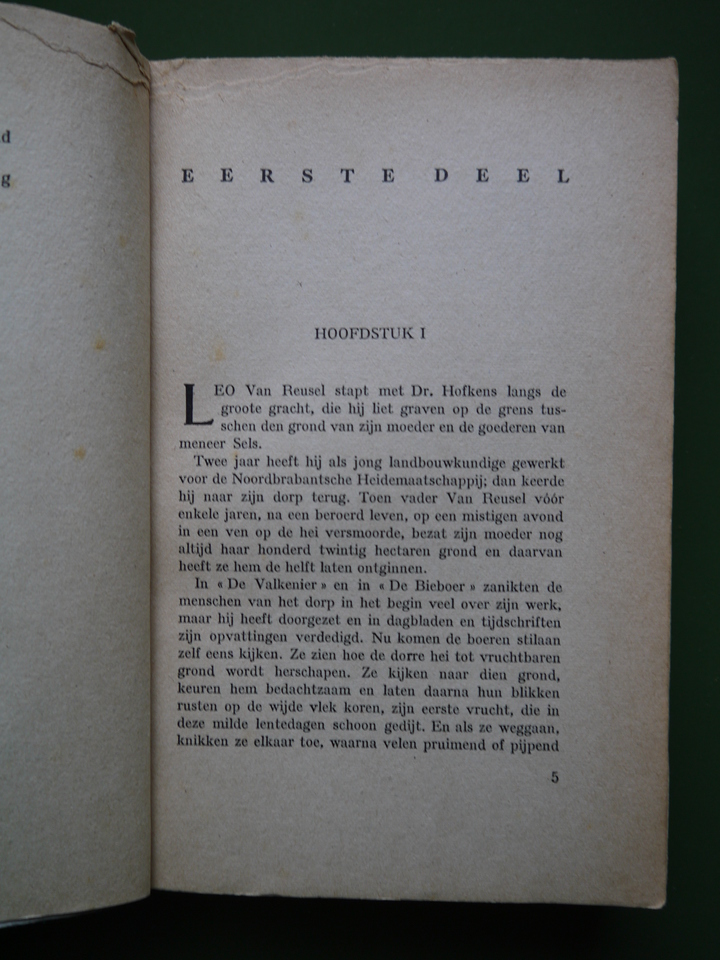 d
g
EERSTE DEEL
HOOFDSTUK I
LEO Van Reusel stapt met Dr. Hofkens langs de
groote gracht, die hij liet graven op de grens tus-
schen den grond van zijn moeder en de goederen van
meneer Sels.
Twee jaar heeft hij als jong landbouwkundige gewerkt
voor de Noordbrabantsche Heidemaatschappij; dan keerde
hij naar zijn dorp terug. Toen vader Van Reusel vóór
enkele jaren, na een beroerd leven, op een mistigen avond
in een ven op de hei versmoorde, bezat zijn moeder nog
altijd haar honderd twintig hectaren grond en daarvan
heeft ze hem de helft laten ontginnen.
In « De Valkenier » en in « De Bieboer » zanikten de
menschen van het dorp in het begin veel over zijn werk,
maar hij heeft doorgezet en in dagbladen en tijdschriften
zijn opvattingen verdedigd. Nu komen de boeren stilaan
zelf eens kijken. Ze zien hoe de dorre hei tot vruchtbaren
grond wordt herschapen. Ze kijken naar dien grond,
keuren hem bedachtzaam en laten daarna hun blikken
rusten op de wijde vlek koren, zijn eerste vrucht, die in
deze milde lentedagen schoon gedijt. En als ze weggaan,
knikken ze elkaar toe, waarna velen pruimend of pijpend
5